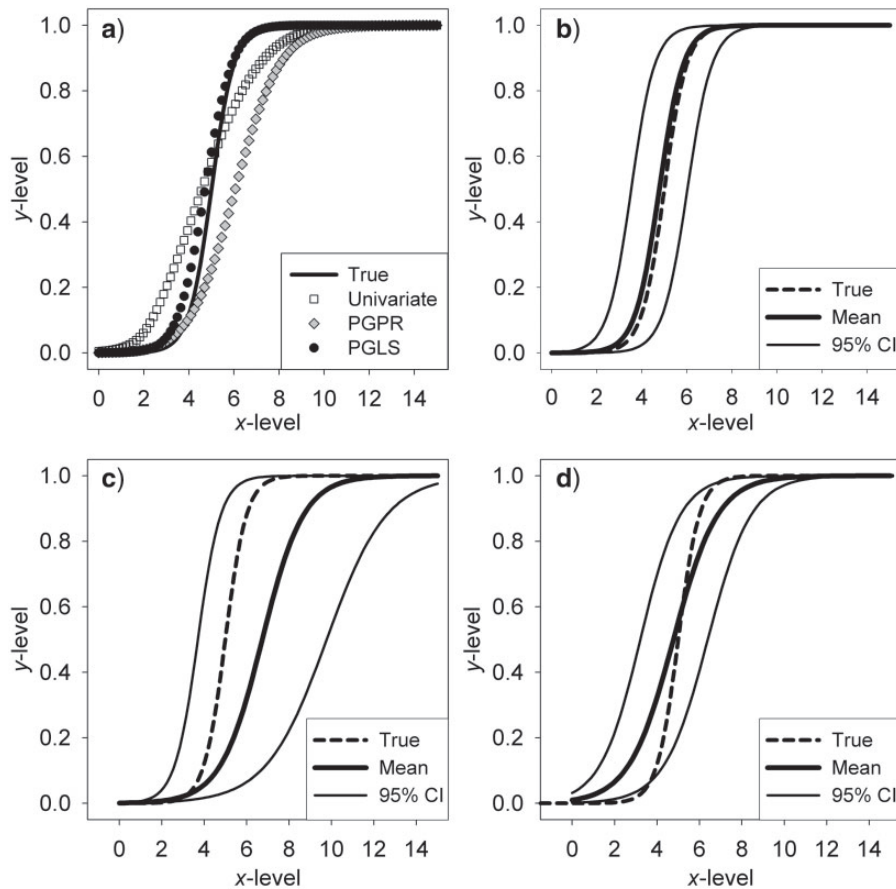 a)
y-level
1.0
0.8
0.6
0.4
0.2
0.0
True
Univariate
PGPR
PGLS
0 2 4 6 8 10 12 14
x-level
b)
y-level
1.0
0.8
0.6
0.4
0.2
0.0
True
Mean
95% CI
0 2 4 6 8 10 12 14
x-level
c)
y-level
1.0
0.8
0.6
0.4
0.2
0.0
True
Mean
95% CI
0 2 4 6 8 10 12 14
x-level
d)
y-level
1.0
0.8
0.6
0.4
0.2
0.0
True
Mean
95% CI
0 2 4 6 8 10 12 14
x-level